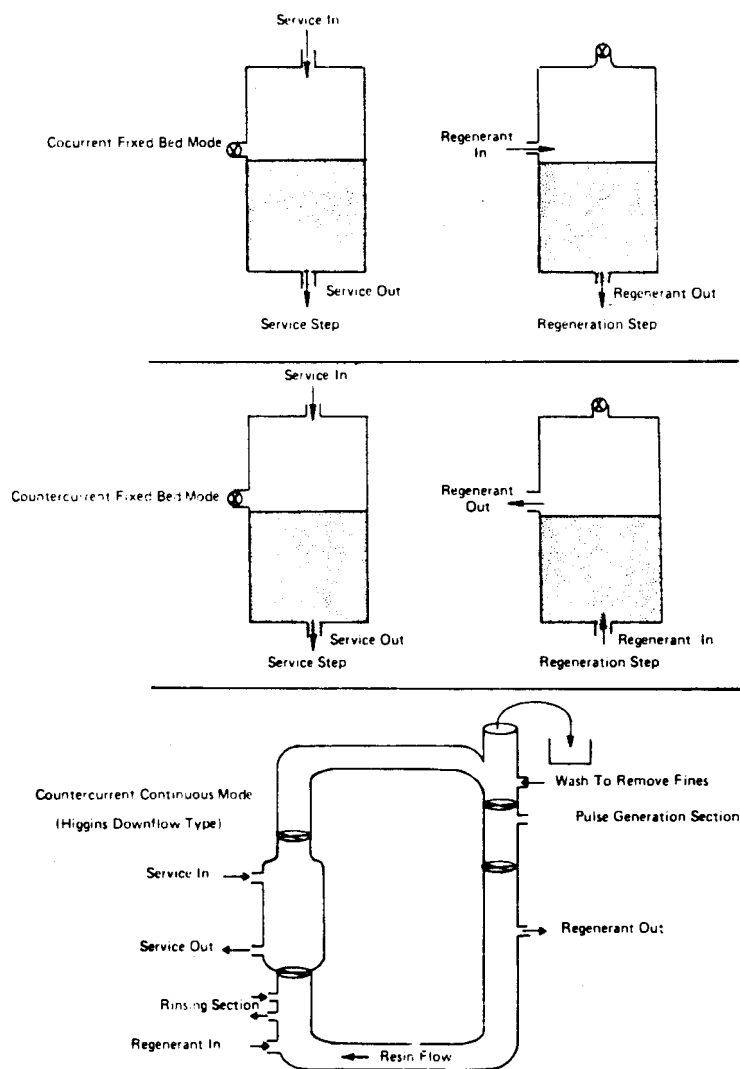 Service In
Cocurrent Fixed Bed Mode
Regenerant
In
Service Out
Regenerant Out
Service Step
Regeneration Step
Service In
Countercurrent Fixed Bed Mode
Regenerant
Out
Service Out
Regenerant In
Service Step
Regeneration Step
Wash To Remove Fines
Countercurrent Continuous Mode
Pulse Generation Section
(Higgins Downflow Type)
Service In
Regenerant Out
Service Out
Rinsing Section
Regenerant In
Resin Flow